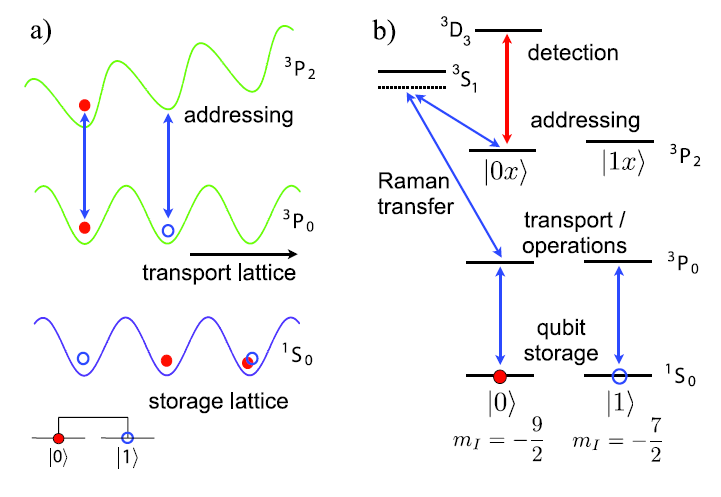 a)
³P₂
addressing
³P₀
transport lattice
¹S₀
storage lattice
|0⟩ |1⟩
b)
³D₃
detection
³S₁
addressing
|0x⟩ |1x⟩ ³P₂
Raman
transfer
transport /
operations
³P₀
qubit
storage
¹S₀
|0⟩ |1⟩
m_I = −9/2 m_I = −7/2